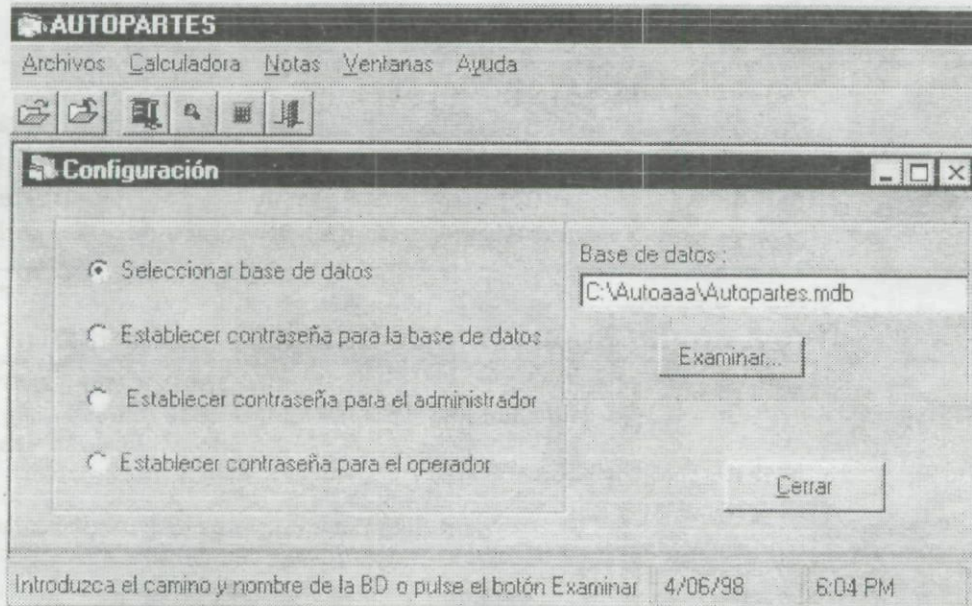 AUTOPARTES
Archivos Calculadora Notas Ventanas Ayuda
Configuración
Seleccionar base de datos
Establecer contraseña para la base de datos
Establecer contraseña para el administrador
Establecer contraseña para el operador
Base de datos :
C:\Autoaaa\Autopartes.mdb
Examinar...
Cerrar
Introduzca el camino y nombre de la BD o pulse el botón Examinar 4/06/98 6:04 PM